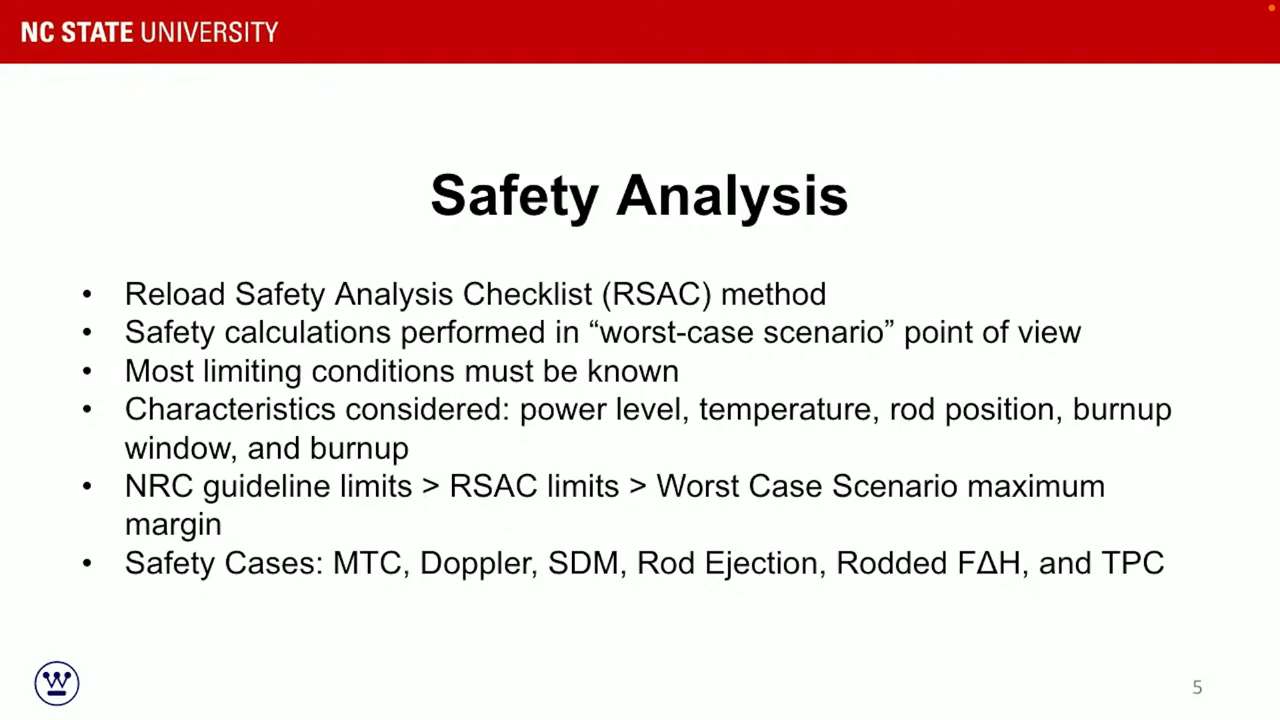 NC STATE UNIVERSITY
Safety Analysis
• Reload Safety Analysis Checklist (RSAC) method
• Safety calculations performed in “worst-case scenario” point of view
• Most limiting conditions must be known
• Characteristics considered: power level, temperature, rod position, burnup
window, and burnup
• NRC guideline limits > RSAC limits > Worst Case Scenario maximum
margin
• Safety Cases: MTC, Doppler, SDM, Rod Ejection, Rodded FΔH, and TPC
W
5